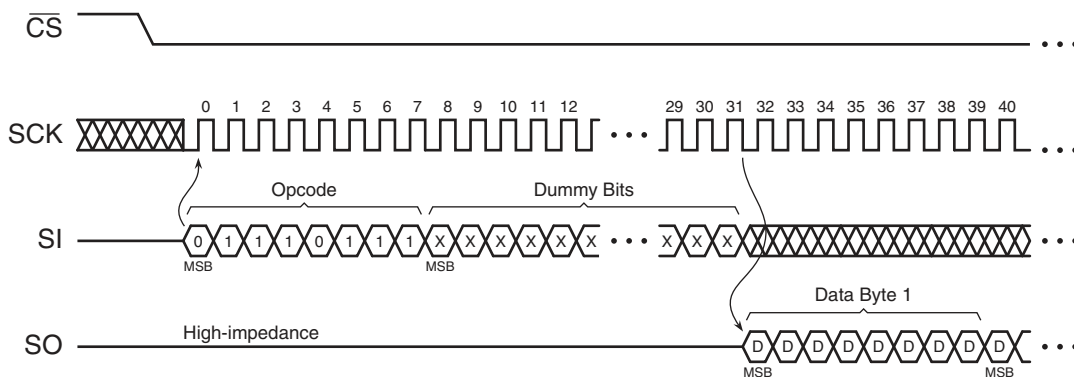 CS
SCK
0 1 2 3 4 5 6 7 8 9 10 11 12 29 30 31 32 33 34 35 36 37 38 39 40
Opcode Dummy Bits
SI
0 1 1 1 0 1 1 1 X X X X X X X X X
MSB MSB
Data Byte 1
High-impedance
SO
D D D D D D D D D
MSB MSB